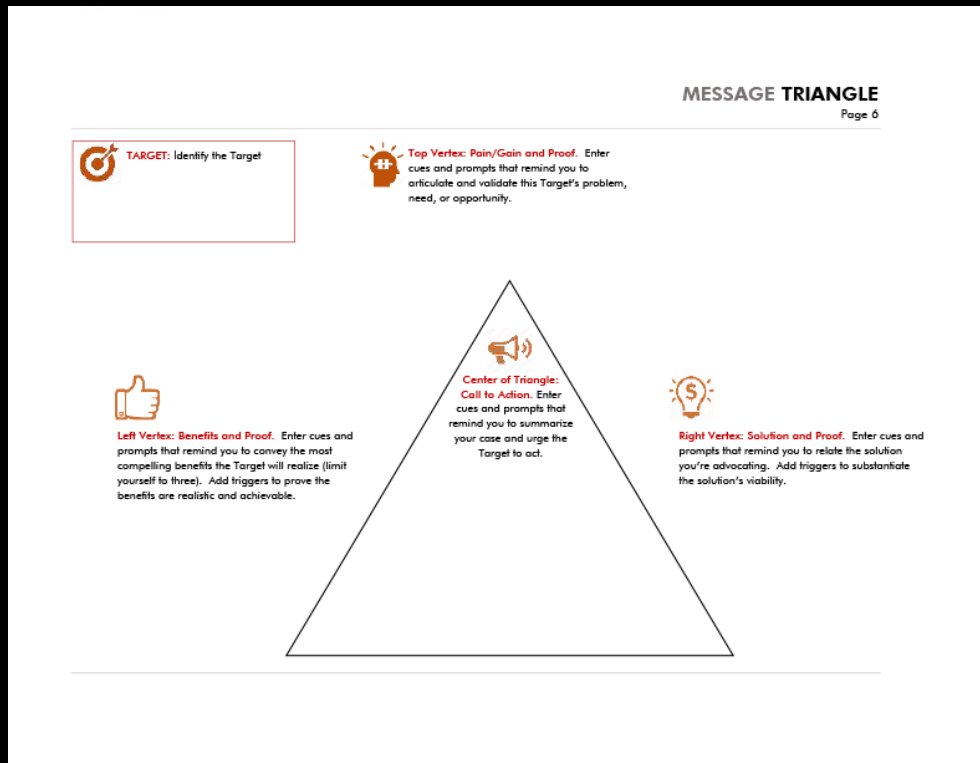 MESSAGE TRIANGLE
Page 6
TARGET: Identify the Target
Top Vertex: Pain/Gain and Proof. Enter
cues and prompts that remind you to
articulate and validate this Target's problem,
need, or opportunity.
Center of Triangle:
Call to Action. Enter
cues and prompts that
remind you to summarize
your case and urge the
Target to act.
Left Vertex: Benefits and Proof. Enter cues and
prompts that remind you to convey the most
compelling benefits the Target will realize (limit
yourself to three). Add triggers to prove the
benefits are realistic and achievable.
Right Vertex: Solution and Proof. Enter cues and
prompts that remind you to relate the solution
you're advocating. Add triggers to substantiate
the solution's viability.